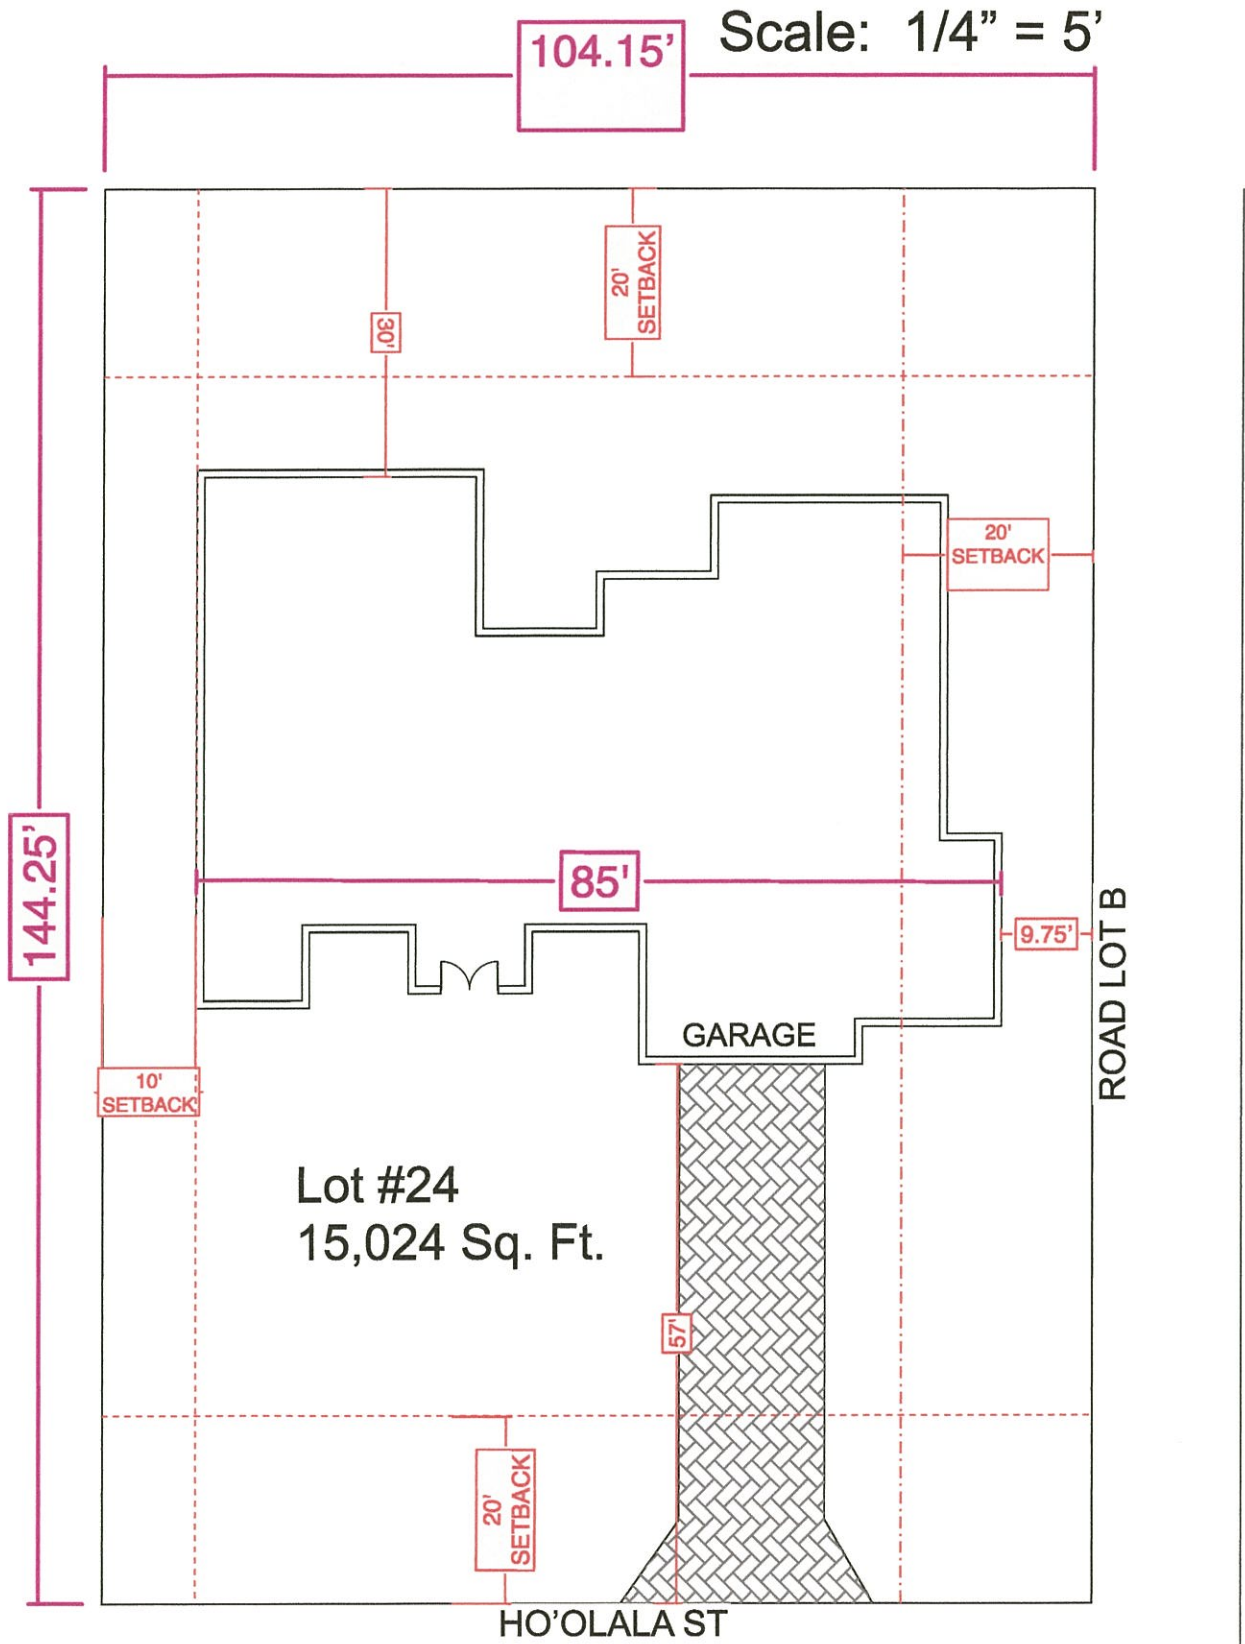 Scale: 1/4” = 5’
104.15’
20'
SETBACK
30'
20'
SETBACK
144.25’
85'
9.75'
ROAD LOT B
GARAGE
10'
SETBACK
Lot #24
15,024 Sq. Ft.
57'
20'
SETBACK
HO’OLALA ST